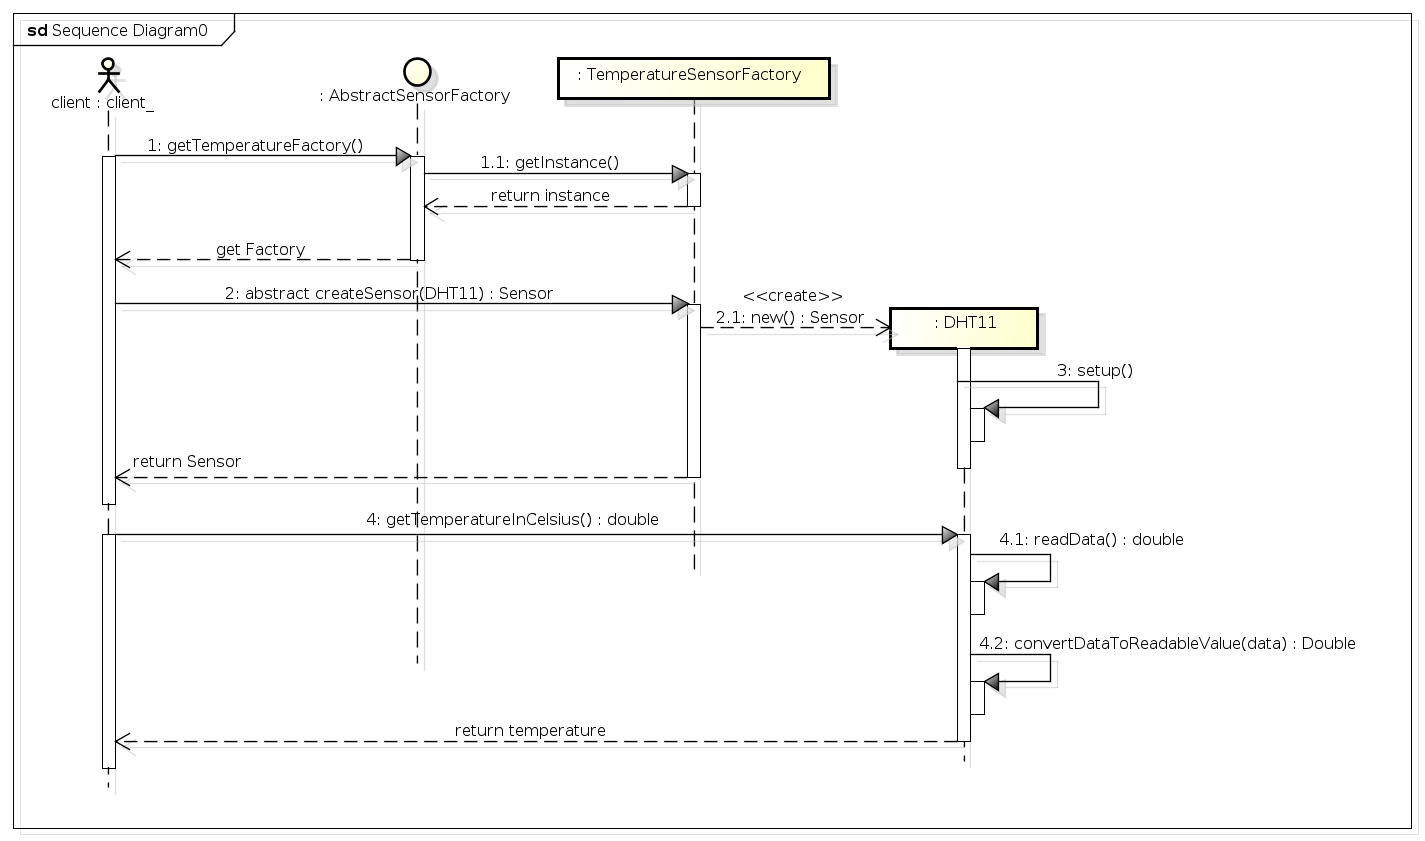 sd Sequence Diagram0
client : client_
: AbstractSensorFactory
: TemperatureSensorFactory
1: getTemperatureFactory()
1.1: getInstance()
return instance
get Factory
2: abstract createSensor(DHT11) : Sensor
<<create>>
2.1: new() : Sensor
: DHT11
3: setup()
return Sensor
4: getTemperatureInCelsius() : double
4.1: readData() : double
4.2: convertDataToReadableValue(data) : Double
return temperature